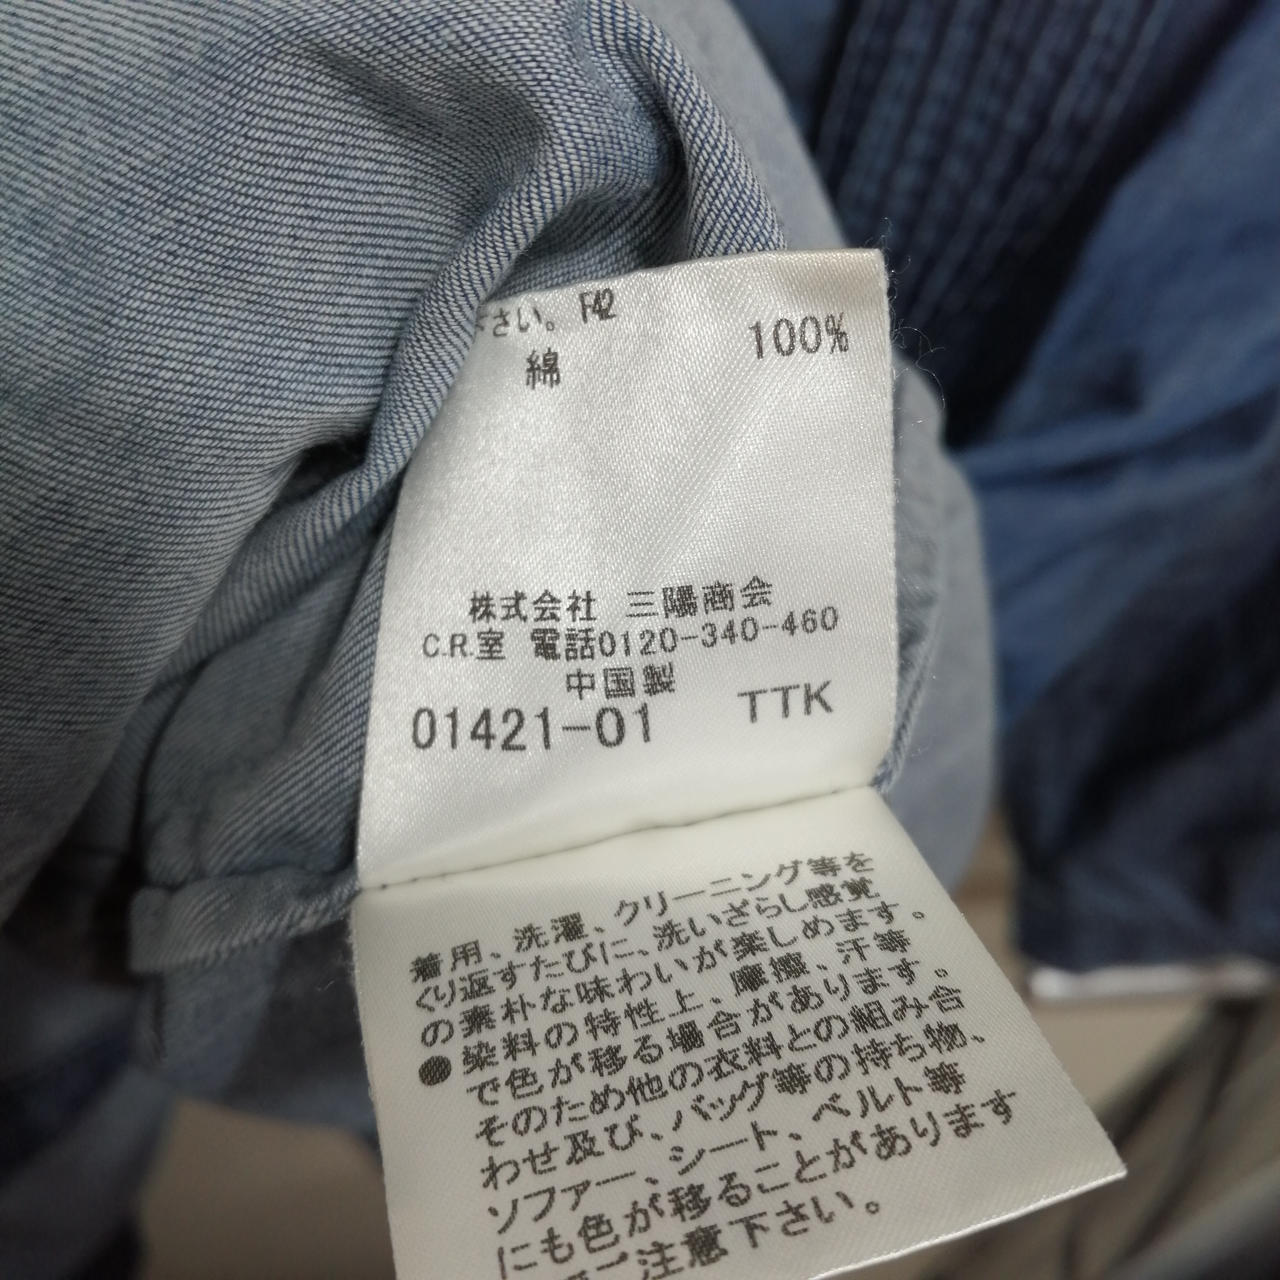 下さい。 F42
綿 100%
株式会社 三陽商会
C.R.室 電話0120-340-460
中国製
01421-01 TTK
着用、洗濯、クリーニング等を
くり返すたびに、洗いざらし感覚
の素朴な味わいが楽しめます。
●染料の特性上、摩擦、汗等
で色が移る場合があります。
そのため他の衣料との組み合
わせ及び、バッグ等の持ち物、
ソファー、シート、ベルト等
にも色が移ることがあります
ご注意下さい。